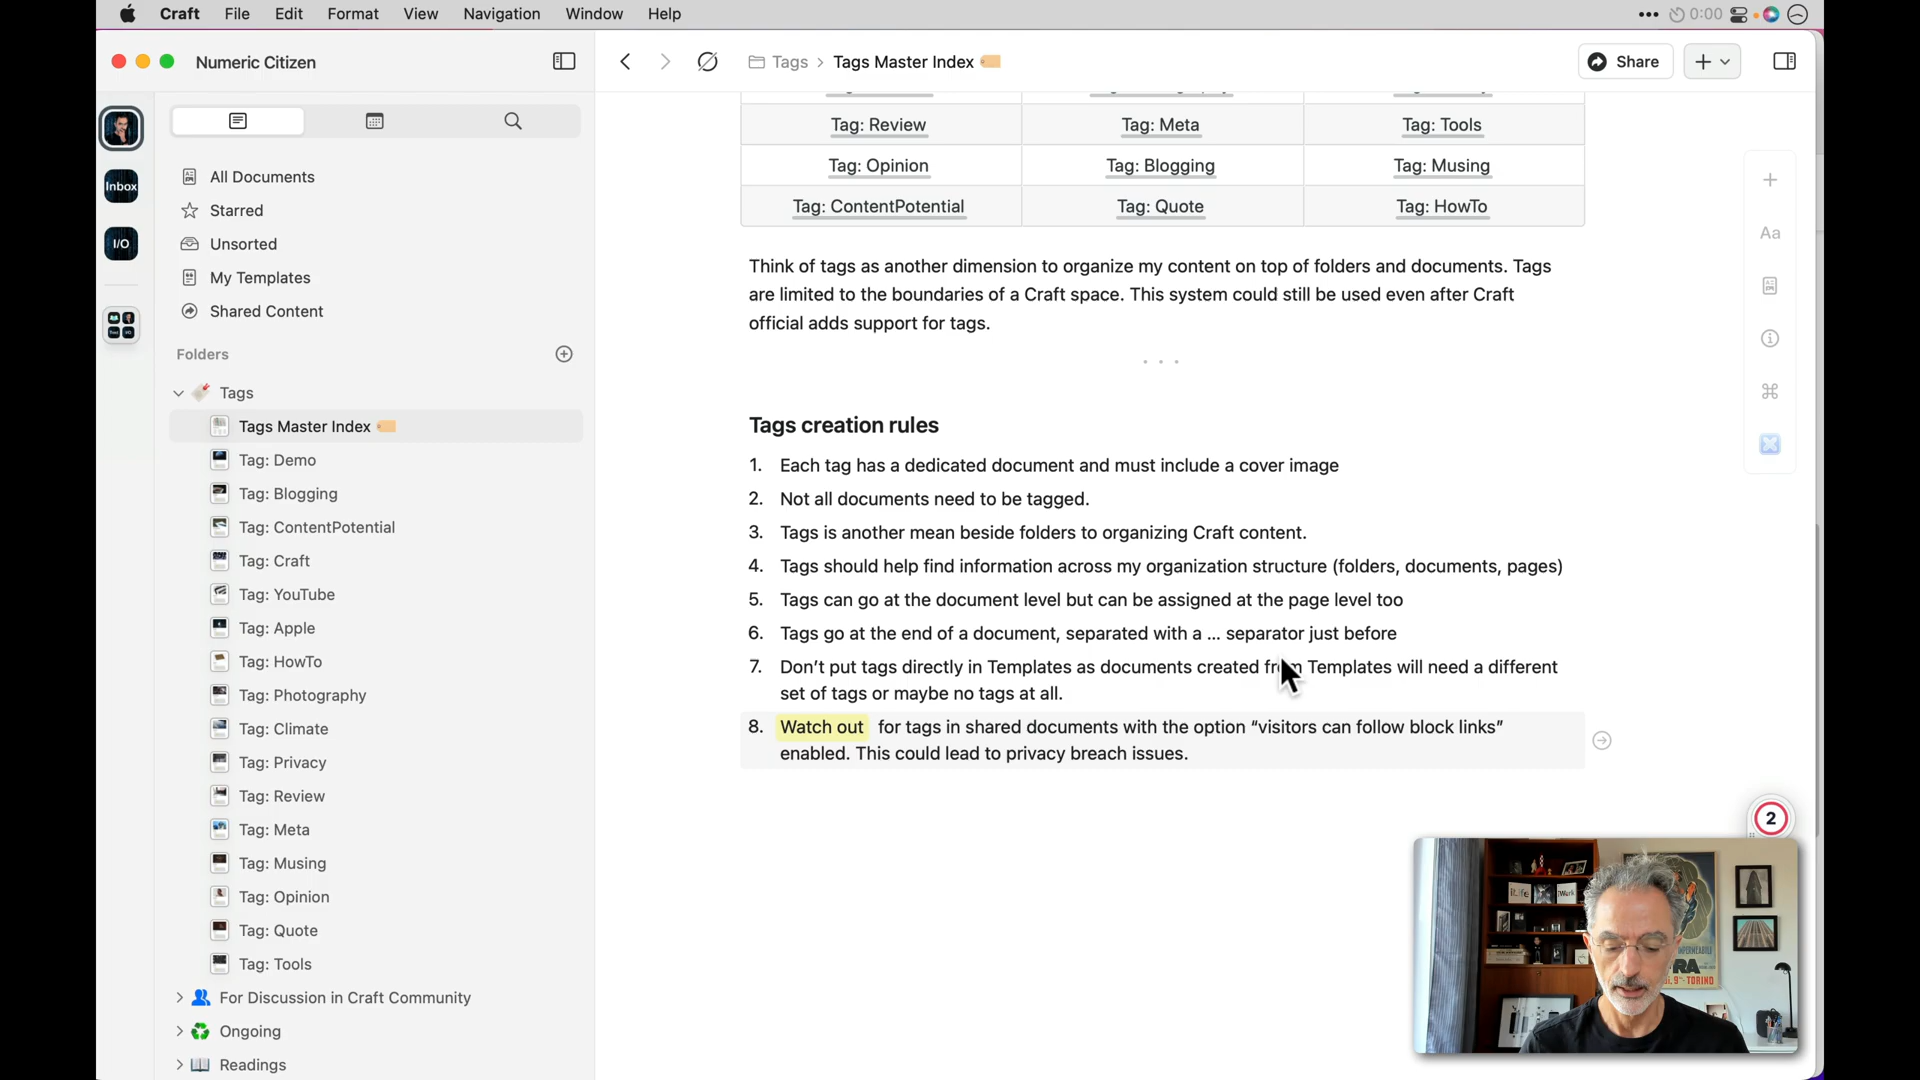 Craft File Edit Format View Navigation Window Help
0:00
Numeric Citizen
Tags > Tags Master Index
Share
Inbox
I/O
All Documents
Starred
Unsorted
My Templates
Shared Content
Folders
Tags
Tags Master Index
Tag: Demo
Tag: Blogging
Tag: ContentPotential
Tag: Craft
Tag: YouTube
Tag: Apple
Tag: HowTo
Tag: Photography
Tag: Climate
Tag: Privacy
Tag: Review
Tag: Meta
Tag: Musing
Tag: Opinion
Tag: Quote
Tag: Tools
For Discussion in Craft Community
Ongoing
Readings
Tag: Review Tag: Meta Tag: Tools
Tag: Opinion Tag: Blogging Tag: Musing
Tag: ContentPotential Tag: Quote Tag: HowTo
Think of tags as another dimension to organize my content on top of folders and documents. Tags
are limited to the boundaries of a Craft space. This system could still be used even after Craft
official adds support for tags.
Tags creation rules
1. Each tag has a dedicated document and must include a cover image
2. Not all documents need to be tagged.
3. Tags is another mean beside folders to organizing Craft content.
4. Tags should help find information across my organization structure (folders, documents, pages)
5. Tags can go at the document level but can be assigned at the page level too
6. Tags go at the end of a document, separated with a ... separator just before
7. Don’t put tags directly in Templates as documents created from Templates will need a different
set of tags or maybe no tags at all.
8. Watch out for tags in shared documents with the option “visitors can follow block links”
enabled. This could lead to privacy breach issues.
Aa
2